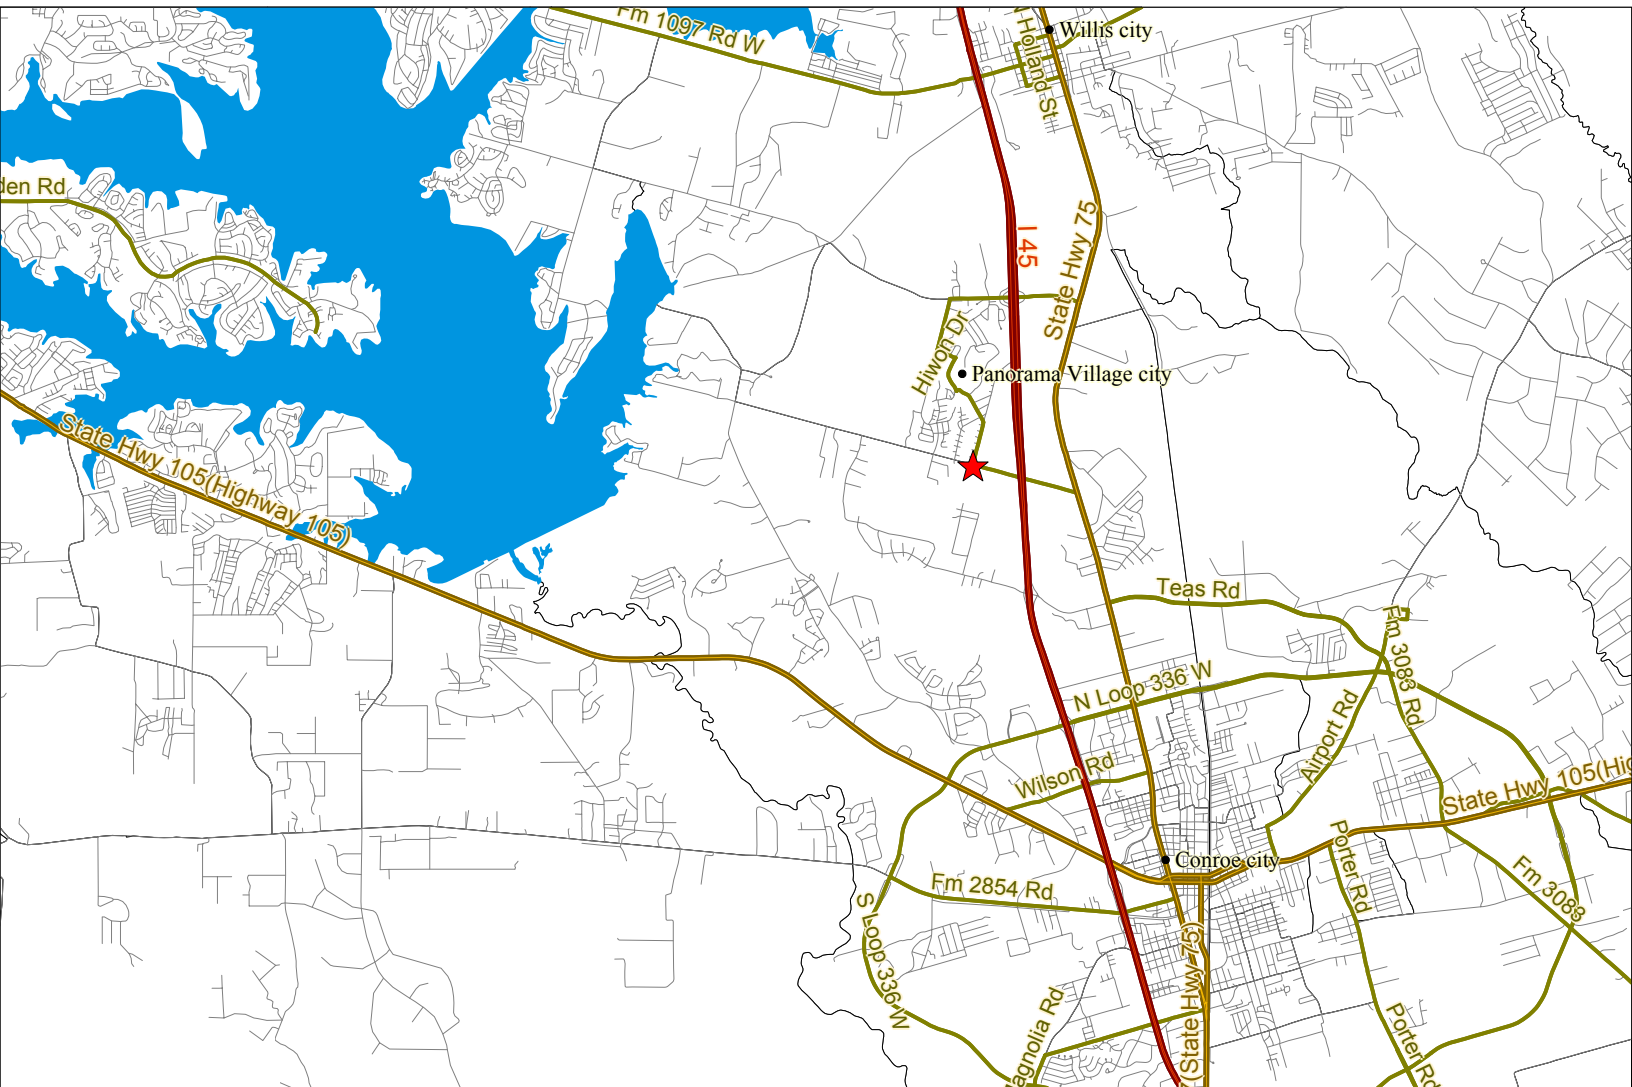 Fm 1097 Rd W
N Holland St
Willis city
den Rd
I 45
State Hwy 75
Hiwon Dr
Panorama Village city
State Hwy 105(Highway 105)
Teas Rd
Fm 3083 Rd
N Loop 336 W
Airport Rd
Wilson Rd
State Hwy 105(Hig
Porter Rd
Conroe city
Fm 2854 Rd
Fm 3083
S Loop 336 W
(State Hwy 75)
agnolia Rd
Porter Rd